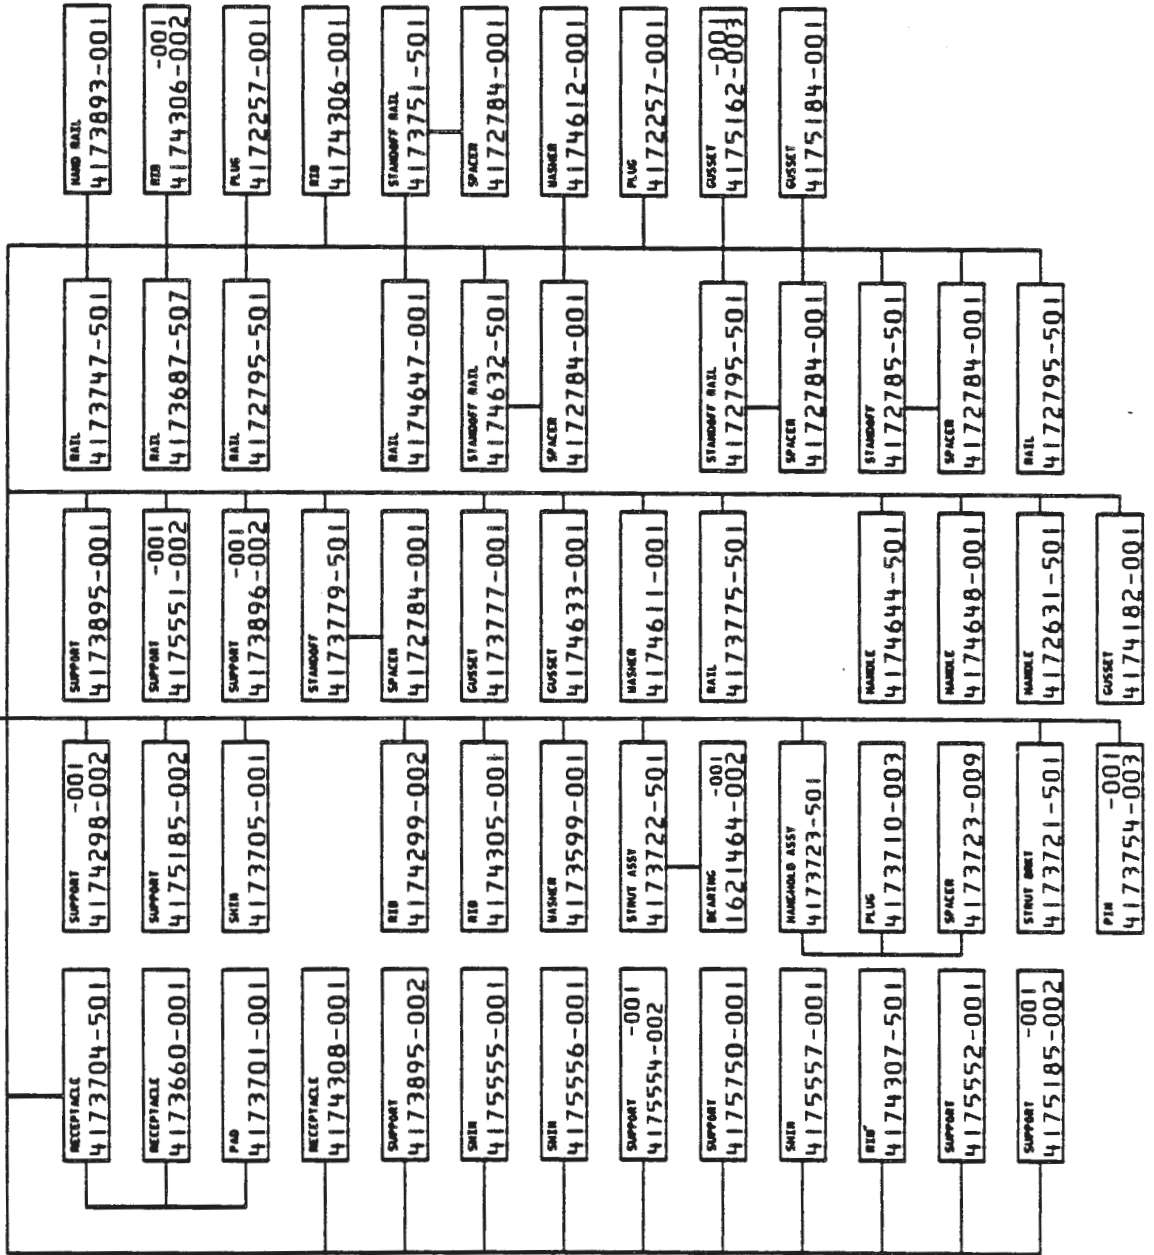 RECEPTACLE
4173704-501
RECEPTACLE
4173660-001
PAD
4173701-001
RECEPTACLE
4174308-001
SUPPORT
4173895-002
SHIM
4175555-001
SHIM
4175556-001
SUPPORT -001
4175554-002
SUPPORT
4175750-001
SHIM
4175557-001
RIB
4174307-501
SUPPORT
4175552-001
SUPPORT -001
4175185-002
SUPPORT -001
4174298-002
SUPPORT
4175185-002
SHIM
4173705-001
RIB
4174299-002
RIB
4174305-001
WASHER
4173599-001
STRUT ASSY
4173722-501
BEARING -001
1621464-002
HANDHOLD ASSY
4173723-501
PLUG
4173710-003
SPACER
4173723-009
STRUT BRKT
4173721-501
PIN -001
4173754-003
SUPPORT
4173895-001
SUPPORT -001
4175551-002
SUPPORT -001
4173896-002
STANDOFF
4173779-501
SPACER
4172784-001
GUSSET
4173777-001
GUSSET
4174633-001
WASHER
4174611-001
RAIL
4173775-501
HANDLE
4174644-501
HANDLE
4174648-001
HANDLE
4172631-501
GUSSET
4174182-001
RAIL
4173747-501
RAIL
4173687-507
RAIL
4172795-501
RAIL
4174647-001
STANDOFF RAIL
4174632-501
SPACER
4172784-001
STANDOFF RAIL
4172795-501
SPACER
4172784-001
STANDOFF
4172785-501
SPACER
4172784-001
RAIL
4172795-501
HAND RAIL
4173893-001
RIB -001
4174306-002
PLUG
4172257-001
RIB
4174306-001
STANDOFF RAIL
4173751-501
SPACER
4172784-001
WASHER
4174612-001
PLUG
4172257-001
GUSSET -001
4175162-003
GUSSET
4175184-001